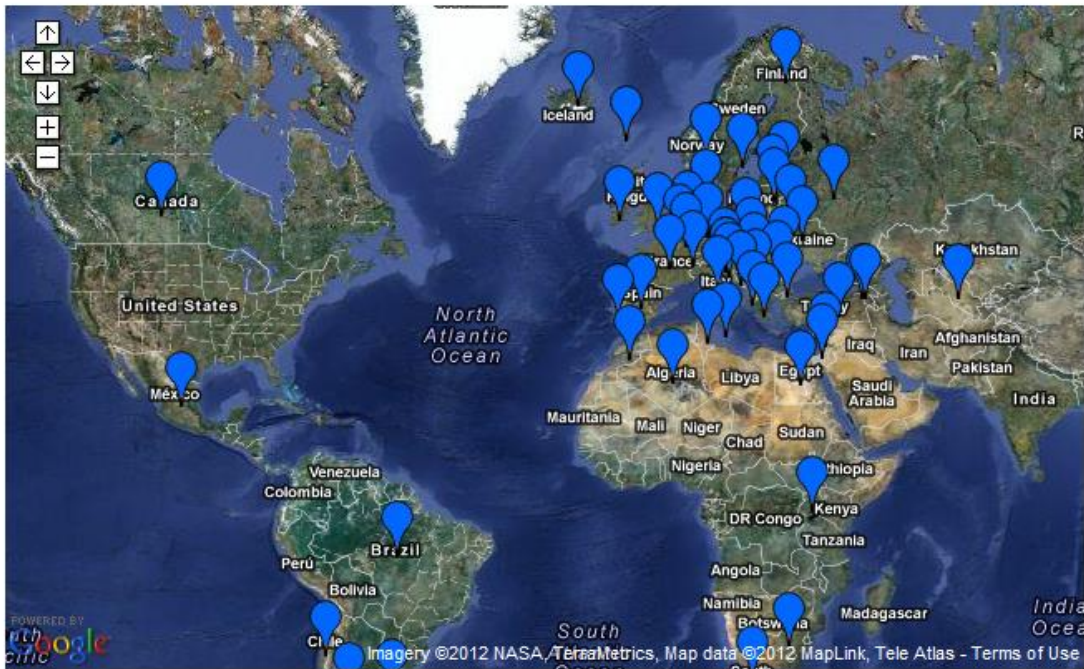 Finland
Iceland
Sweden
Norway
Canada
Ukraine
Kazakhstan
France
United States
Italy
Spain
Turkey
North
Atlantic
Ocean
Iraq
Iran
Afghanistan
Pakistan
México
Algeria
Libya
Egypt
Saudi
Arabia
India
Mauritania
Mali
Niger
Chad
Sudan
Venezuela
Nigeria
Ethiopia
Colombia
Kenya
DR Congo
Brazil
Tanzania
Perú
Angola
Bolivia
Namibia
Madagascar
Botswana
POWERED BY
Google
Chile
South
Imagery ©2012 NASA, TerraMetrics, Map data ©2012 MapLink, Tele Atlas - Terms of Use